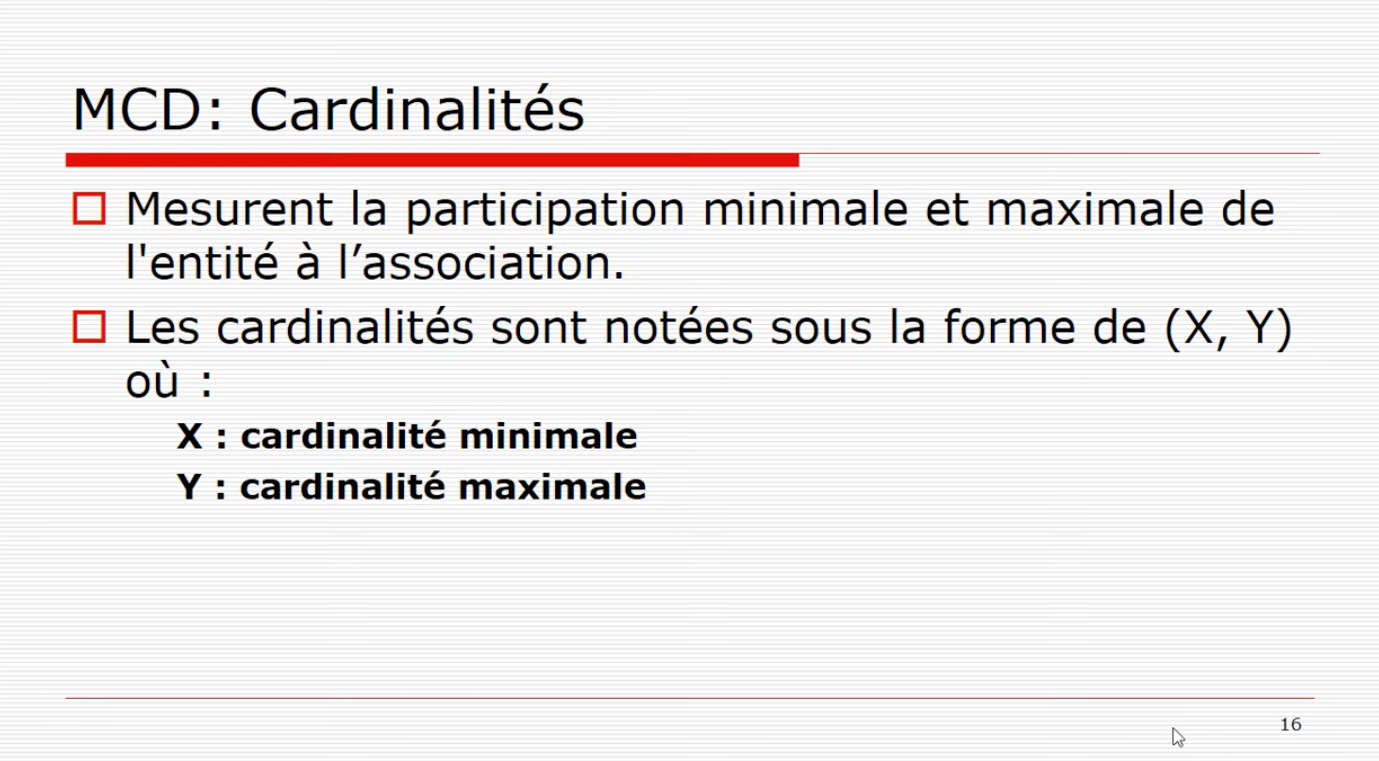 MCD: Cardinalités
Mesurent la participation minimale et maximale de
l'entité à l’association.
Les cardinalités sont notées sous la forme de (X, Y)
où :
X : cardinalité minimale
Y : cardinalité maximale
16